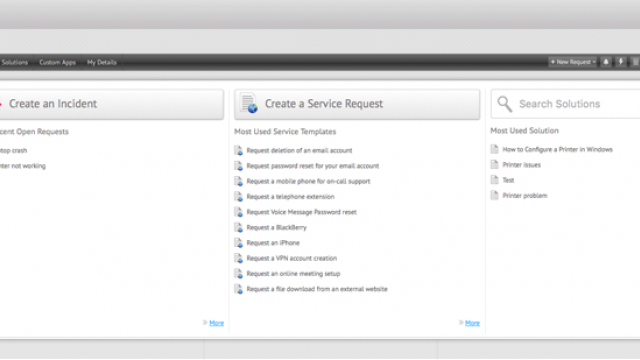 Solutions Custom Apps My Details + New Request
Create an Incident
Recent Open Requests
top crash
nter not working
» More
Create a Service Request
Most Used Service Templates
Request deletion of an email account
Request password reset for your email account
Request a mobile phone for on-call support
Request a telephone extension
Request Voice Message Password reset
Request a BlackBerry
Request an iPhone
Request a VPN account creation
Request an online meeting setup
Request a file download from an external website
» More
Search Solutions
Most Used Solution
How to Configure a Printer in Windows
Printer issues
Test
Printer problem